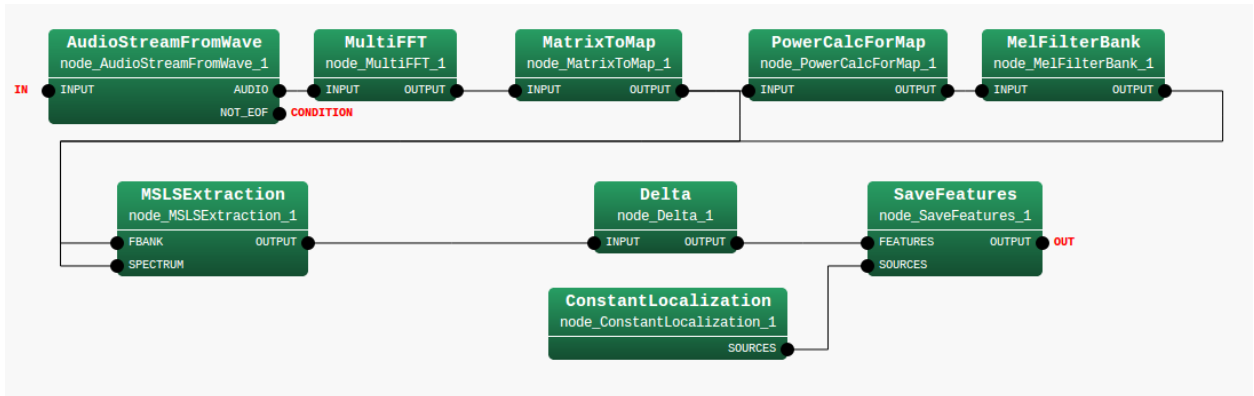 AudioStreamFromWave
node_AudioStreamFromWave_1
IN
INPUT
AUDIO
NOT_EOF
CONDITION
MultiFFT
node_MultiFFT_1
INPUT
OUTPUT
MatrixToMap
node_MatrixToMap_1
INPUT
OUTPUT
PowerCalcForMap
node_PowerCalcForMap_1
INPUT
OUTPUT
MelFilterBank
node_MelFilterBank_1
INPUT
OUTPUT
MSLSExtraction
node_MSLSExtraction_1
FBANK
OUTPUT
SPECTRUM
Delta
node_Delta_1
INPUT
OUTPUT
SaveFeatures
node_SaveFeatures_1
FEATURES
OUTPUT
OUT
SOURCES
ConstantLocalization
node_ConstantLocalization_1
SOURCES